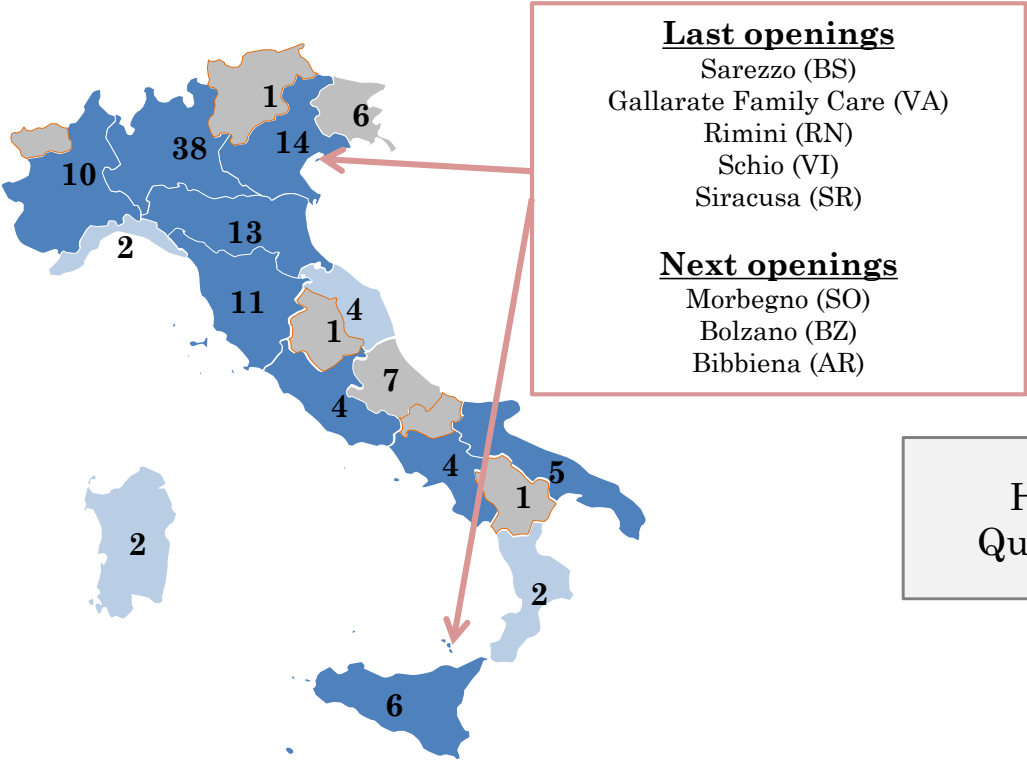 Last openings
Sarezzo (BS)
Gallarate Family Care (VA)
Rimini (RN)
Schio (VI)
Siracusa (SR)
Next openings
Morbegno (SO)
Bolzano (BZ)
Bibbiena (AR)
1
6
38
14
10
13
2
11
4
1
7
4
4
5
1
2
2
6
H
Qu